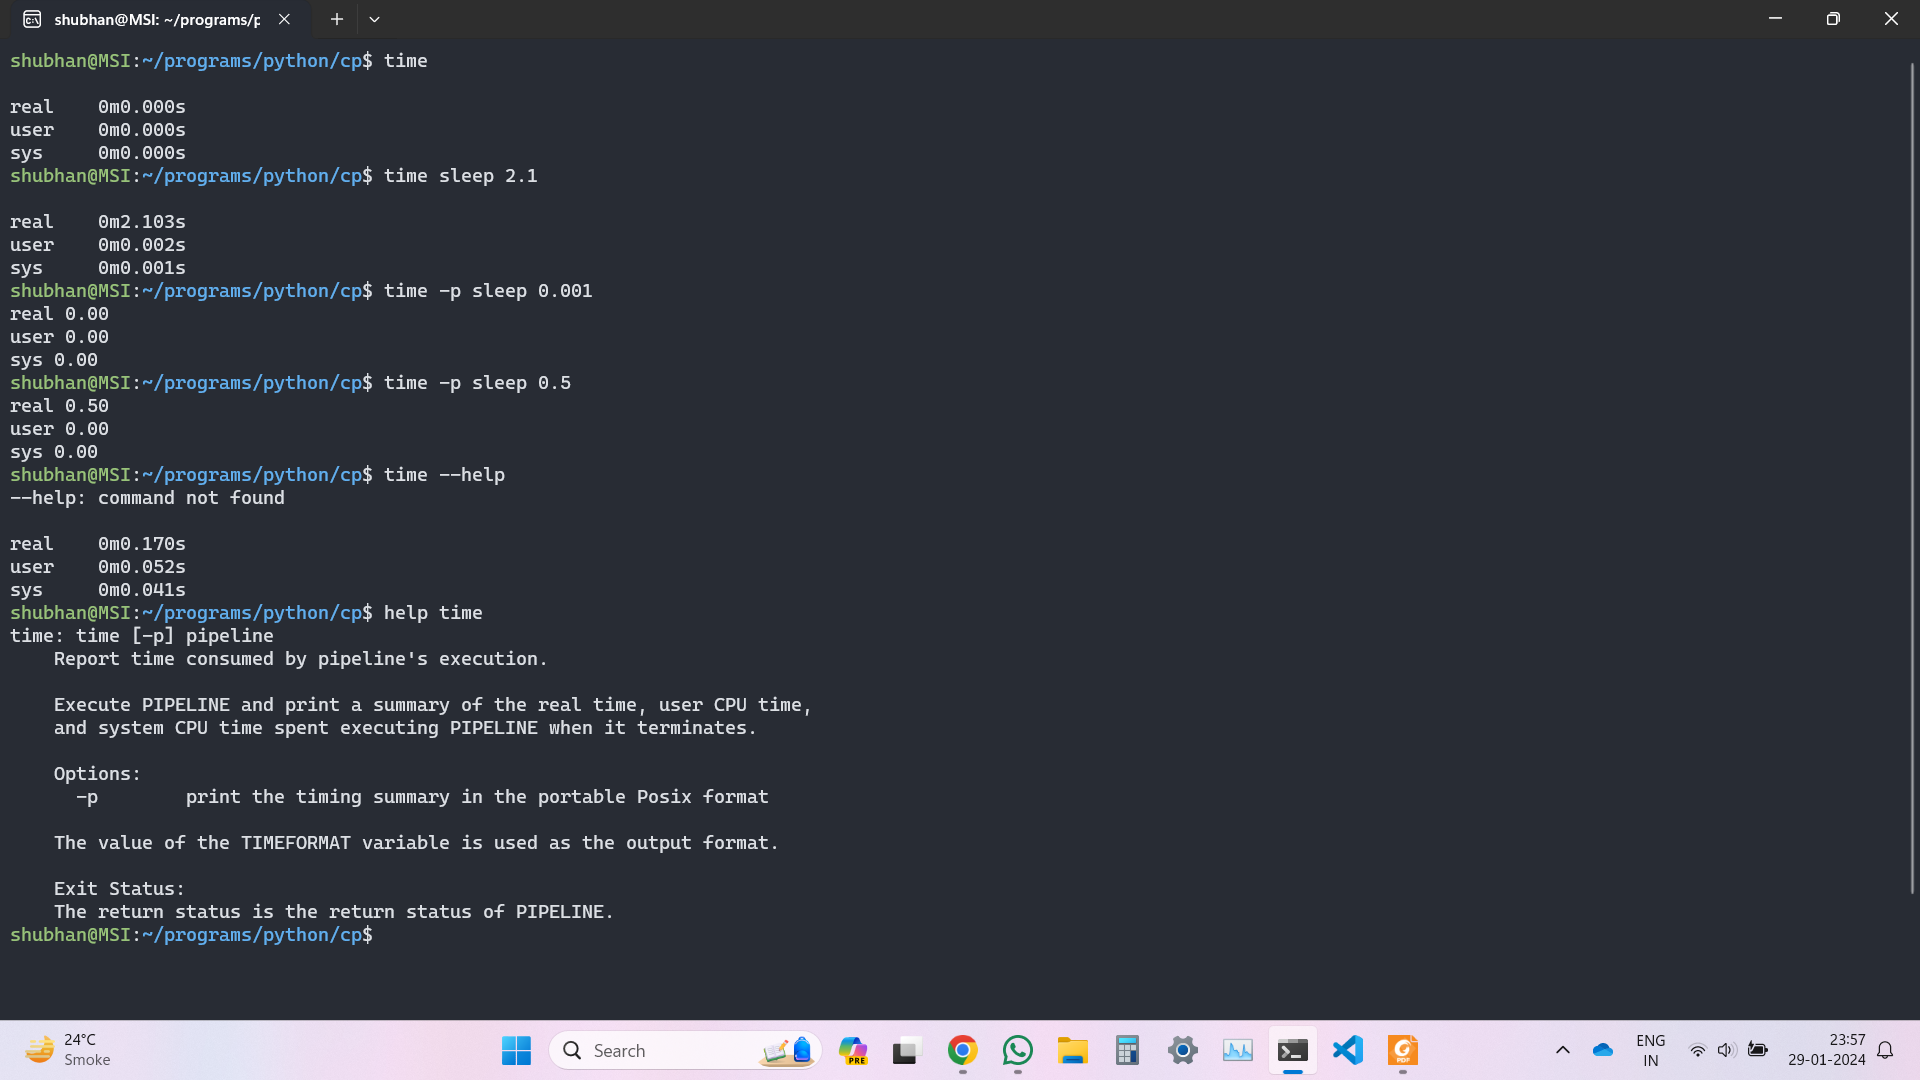 shubhan@MSI: ~/programs/p
shubhan@MSI:~/programs/python/cp$ time
real    0m0.000s
user    0m0.000s
sys     0m0.000s
shubhan@MSI:~/programs/python/cp$ time sleep 2.1
real    0m2.103s
user    0m0.002s
sys     0m0.001s
shubhan@MSI:~/programs/python/cp$ time -p sleep 0.001
real 0.00
user 0.00
sys 0.00
shubhan@MSI:~/programs/python/cp$ time -p sleep 0.5
real 0.50
user 0.00
sys 0.00
shubhan@MSI:~/programs/python/cp$ time --help
--help: command not found
real    0m0.170s
user    0m0.052s
sys     0m0.041s
shubhan@MSI:~/programs/python/cp$ help time
time: time [-p] pipeline
    Report time consumed by pipeline's execution.
    Execute PIPELINE and print a summary of the real time, user CPU time,
    and system CPU time spent executing PIPELINE when it terminates.
    Options:
      -p        print the timing summary in the portable Posix format
    The value of the TIMEFORMAT variable is used as the output format.
    Exit Status:
    The return status is the return status of PIPELINE.
shubhan@MSI:~/programs/python/cp$
24°C
Smoke
Search
PRE
PDF
ENG
IN
23:57
29-01-2024